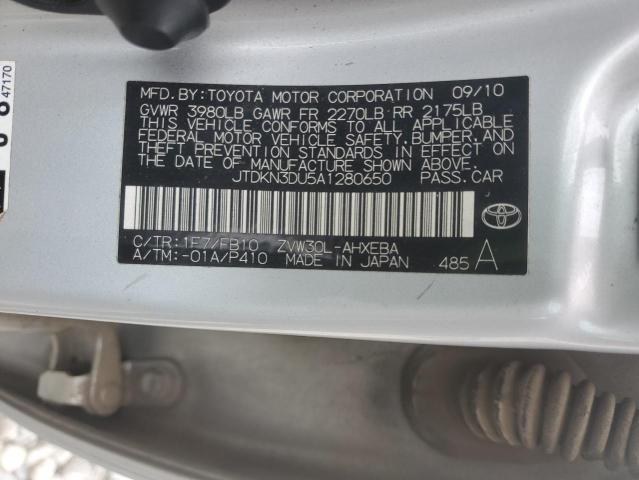 MFD. BY: TOYOTA MOTOR CORPORATION 09/10
GVWR 3980LB GAWR FR 2270LB RR 2175LB
THIS VEHICLE CONFORMS TO ALL APPLICABLE
FEDERAL MOTOR VEHICLE SAFETY, BUMPER, AND
THEFT PREVENTION STANDARDS IN EFFECT ON
THE DATE OF MANUFACTURE SHOWN ABOVE.
JTDKN3DU5A1280650 PASS. CAR
C/TR: 1F7/FB10 ZVW30L-AHXEBA
A/TM: -01A/P410 MADE IN JAPAN 485 A
J
TOYOTA
47170